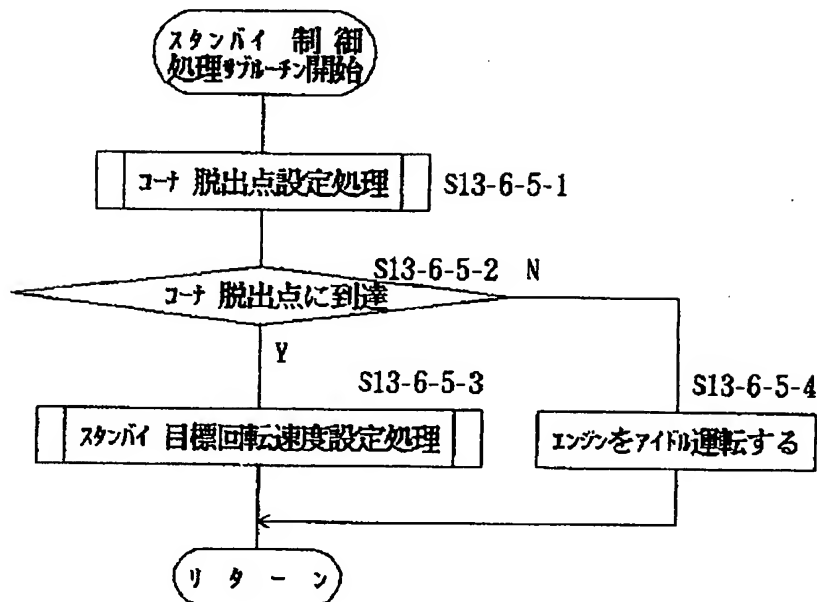 スタンバイ 制御
処理サブルーチン開始
コーナ 脱出点設定処理
S13-6-5-1
S13-6-5-2 N
コーナ 脱出点に到達
Y
S13-6-5-3
S13-6-5-4
スタンバイ 目標回転速度設定処理
エンジンをアイドル運転する
リターン